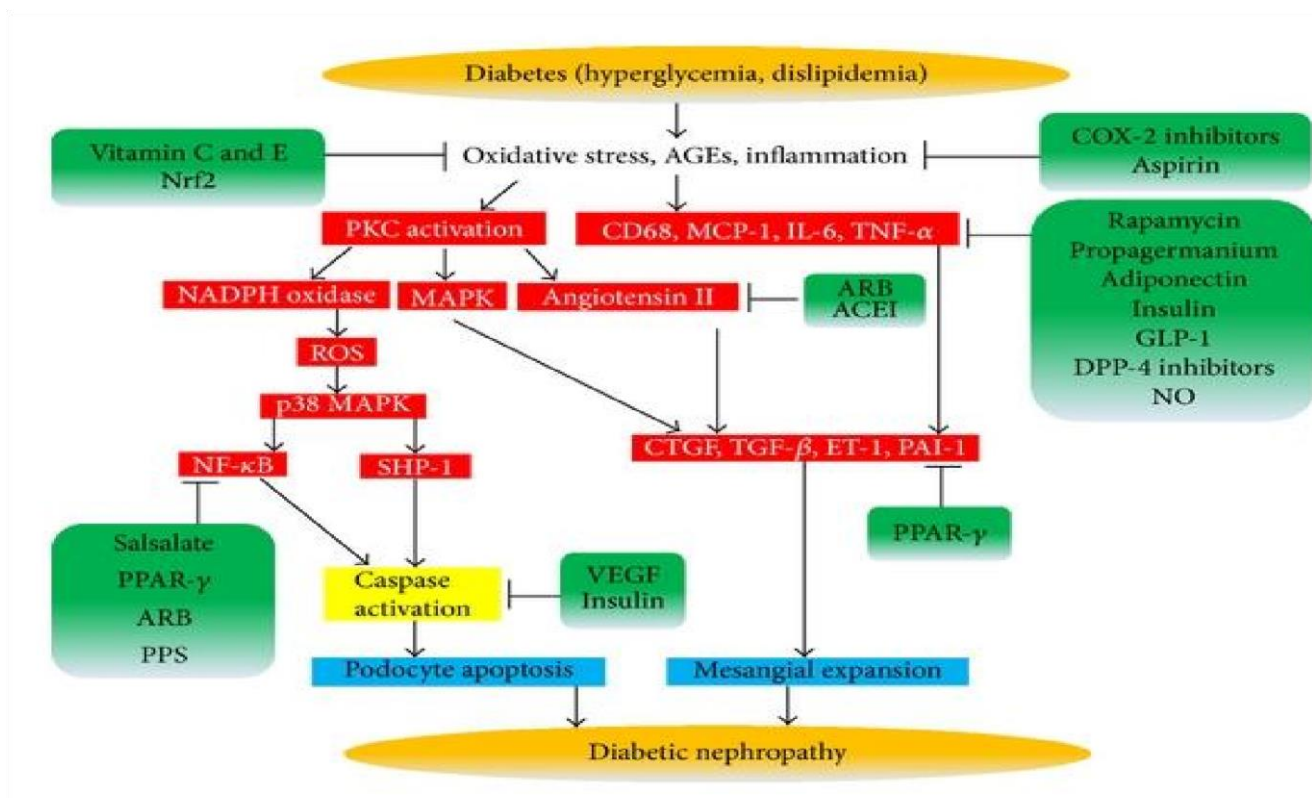 Diabetes (hyperglycemia, dislipidemia)
Vitamin C and E
Nrf2
Oxidative stress, AGEs, inflammation
COX-2 inhibitors
Aspirin
PKC activation
CD68, MCP-1, IL-6, TNF-α
Rapamycin
Propagermanium
Adiponectin
Insulin
GLP-1
DPP-4 inhibitors
NO
NADPH oxidase
MAPK
Angiotensin II
ARB
ACEI
ROS
p38 MAPK
NF-κB
SHP-1
CTGF, TGF-β, ET-1, PAI-1
Salsalate
PPAR-γ
ARB
PPS
PPAR-γ
Caspase
activation
VEGF
Insulin
Podocyte apoptosis
Mesangial expansion
Diabetic nephropathy